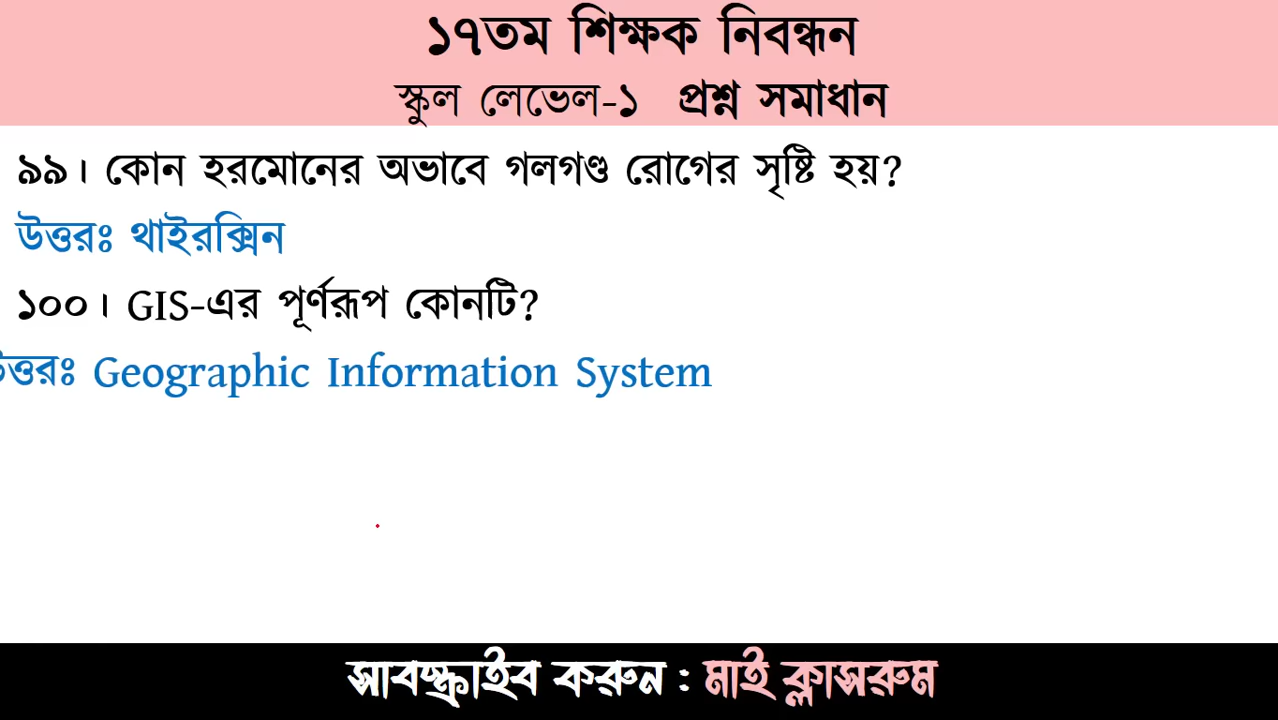 ১৭তম শিক্ষক নিবন্ধন
স্কুল লেভেল-১ প্রশ্ন সমাধান
৯৯। কোন হরমোনের অভাবে গলগণ্ড রোগের সৃষ্টি হয়?
উত্তরঃ থাইরক্সিন
১০০। GIS-এর পূর্ণরূপ কোনটি?
উত্তরঃ Geographic Information System
সাবস্ক্রাইব করুন : মাই ক্লাসরুম